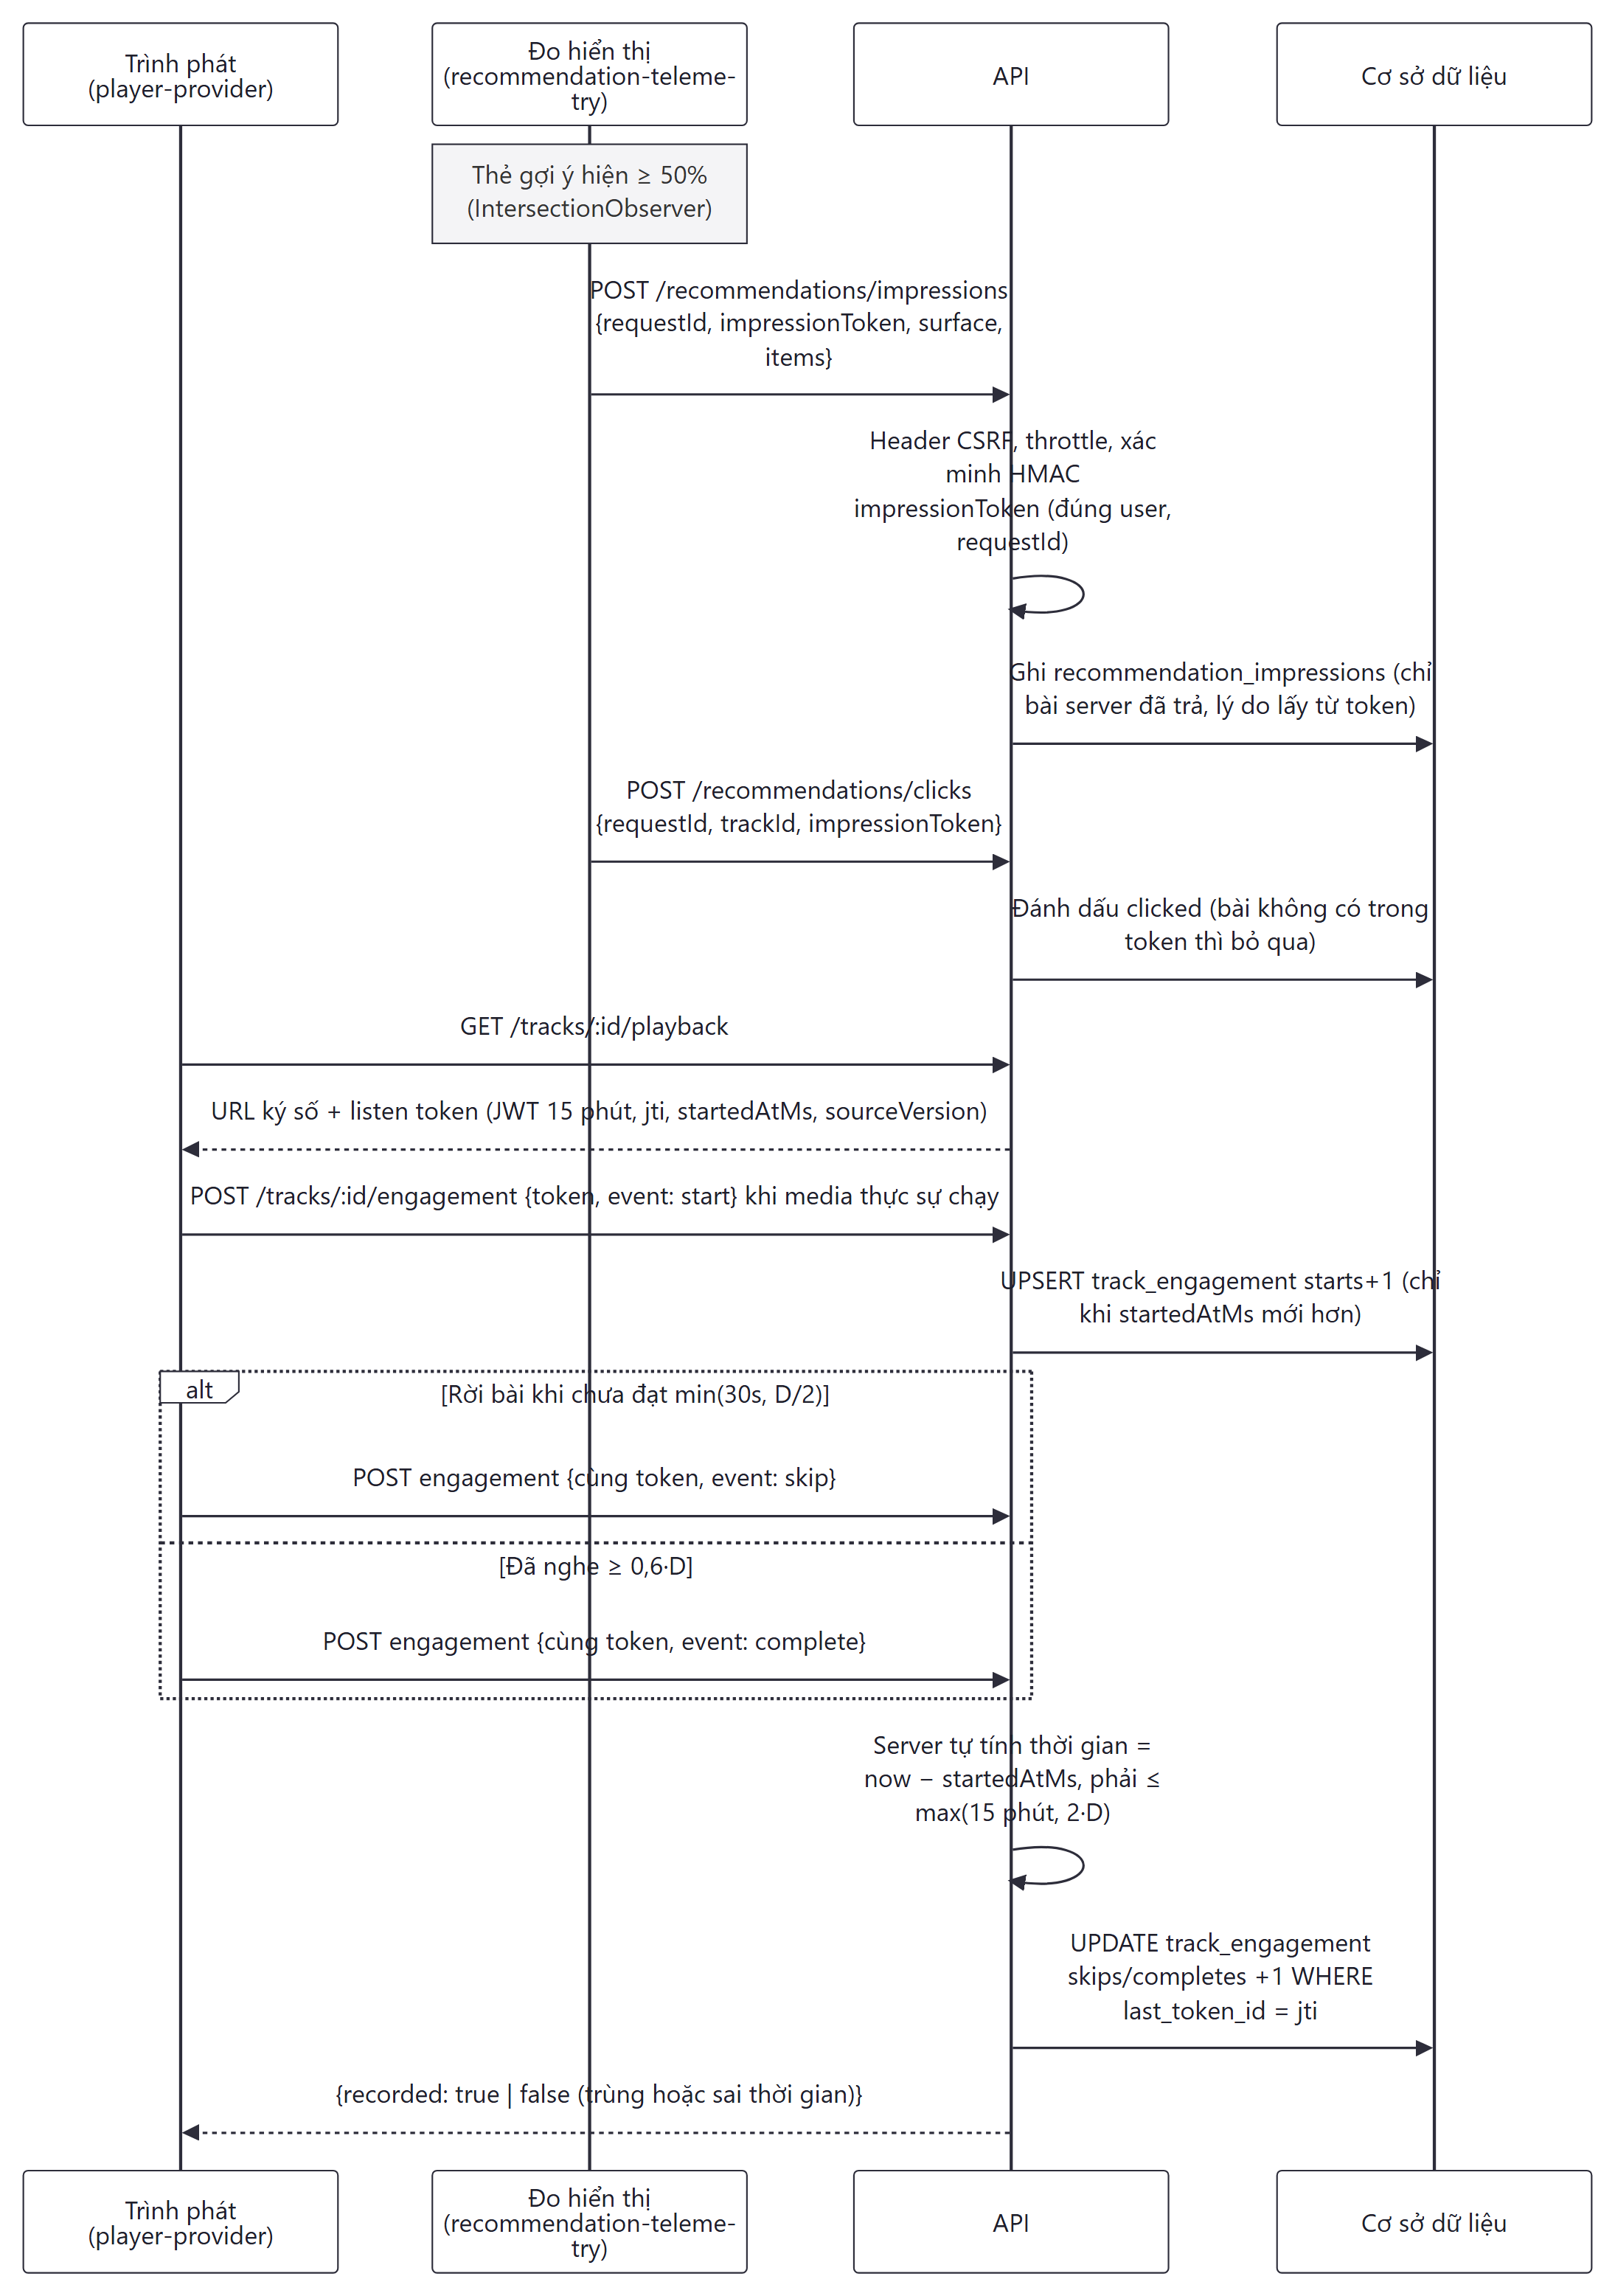 Trình phát
(player-provider)
Đo hiển thị
(recommendation-teleme-
try)
API
Cơ sở dữ liệu
Thẻ gợi ý hiện ≥ 50%
(IntersectionObserver)
POST /recommendations/impressions
{requestId, impressionToken, surface,
items}
Header CSRF, throttle, xác
minh HMAC
impressionToken (đúng user,
requestId)
Ghi recommendation_impressions (chỉ
bài server đã trả, lý do lấy từ token)
POST /recommendations/clicks
{requestId, trackId, impressionToken}
Đánh dấu clicked (bài không có trong
token thì bỏ qua)
GET /tracks/:id/playback
URL ký số + listen token (JWT 15 phút, jti, startedAtMs, sourceVersion)
POST /tracks/:id/engagement {token, event: start} khi media thực sự chạy
UPSERT track_engagement starts+1 (chỉ
khi startedAtMs mới hơn)
alt
[Rời bài khi chưa đạt min(30s, D/2)]
POST engagement {cùng token, event: skip}
[Đã nghe ≥ 0,6·D]
POST engagement {cùng token, event: complete}
Server tự tính thời gian =
now − startedAtMs, phải ≤
max(15 phút, 2·D)
UPDATE track_engagement
skips/completes +1 WHERE
last_token_id = jti
{recorded: true | false (trùng hoặc sai thời gian)}
Trình phát
(player-provider)
Đo hiển thị
(recommendation-teleme-
try)
API
Cơ sở dữ liệu